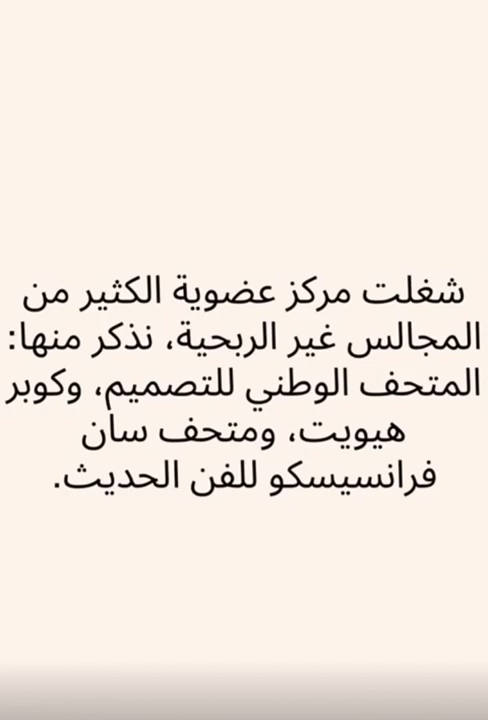 شغلت مركز عضوية الكثير من
المجالس غير الربحية، نذكر منها:
المتحف الوطني للتصميم، وكوبر
هيويت، ومتحف سان
فرانسيسكو للفن الحديث.